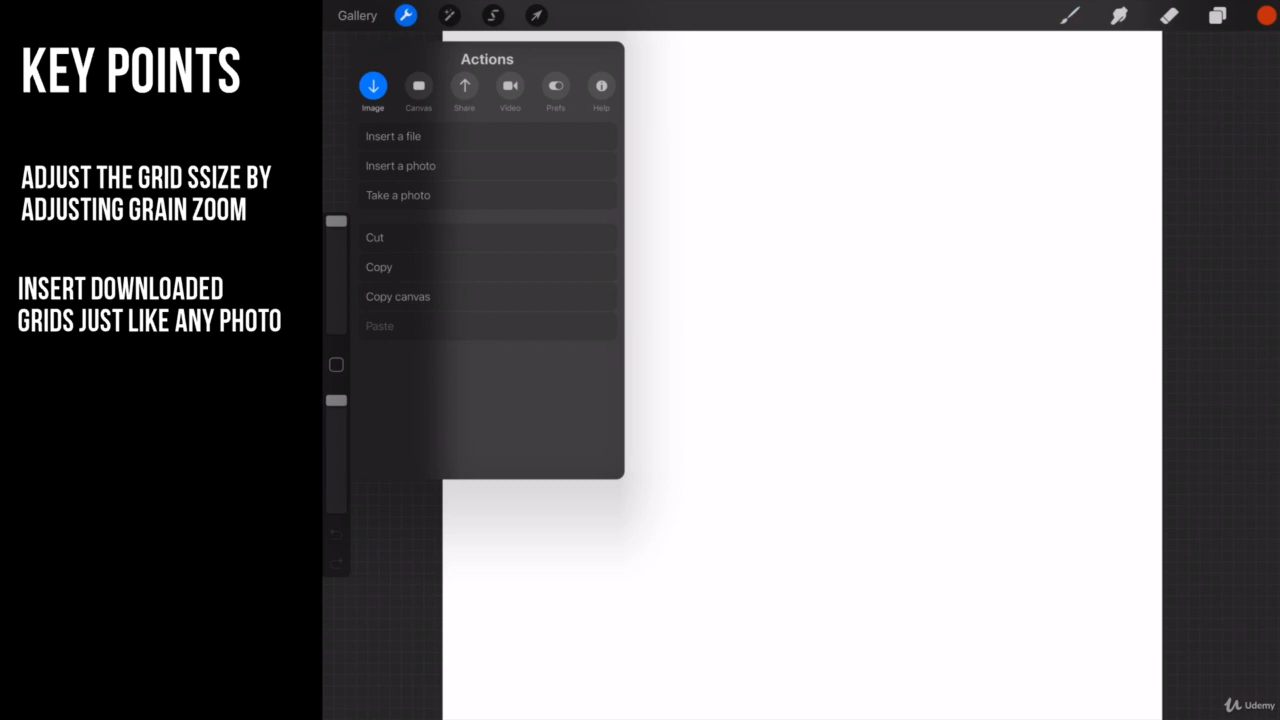 Gallery
KEY POINTS
ADJUST THE GRID SSIZE BY
ADJUSTING GRAIN ZOOM
INSERT DOWNLOADED
GRIDS JUST LIKE ANY PHOTO
Actions
Image Canvas Share Video Prefs Help
Insert a file
Insert a photo
Take a photo
Cut
Copy
Copy canvas
Paste
Udemy